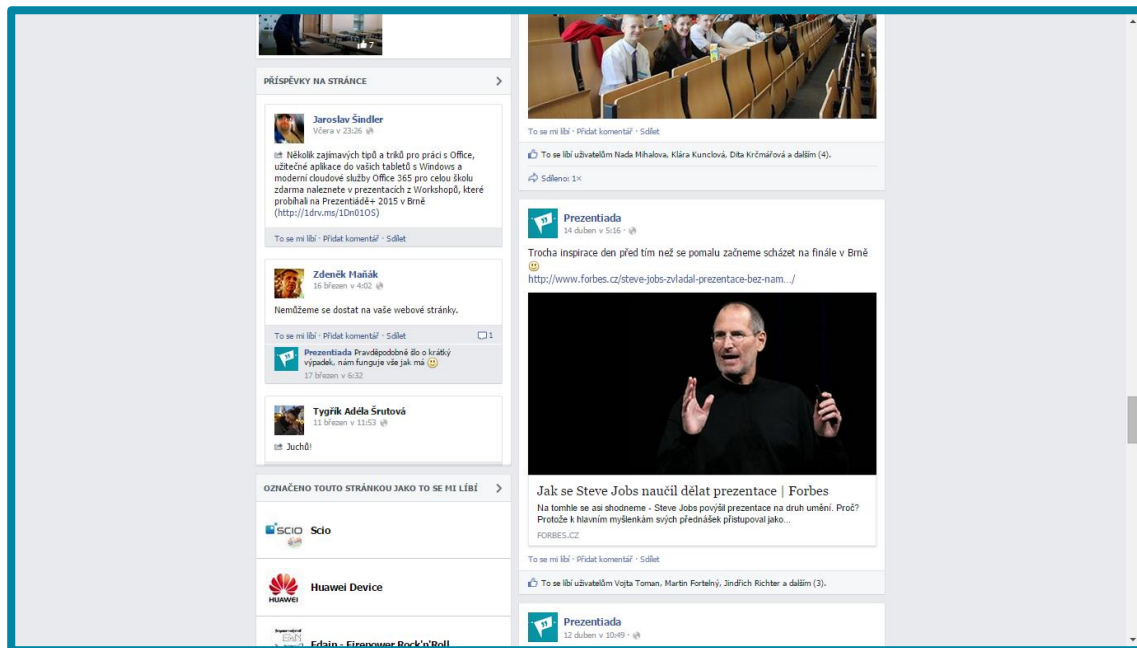 7
PŘÍSPĚVKY NA STRÁNCE
Jaroslav Šindler
Včera v 23:26
Několik zajímavých tipů a triků pro práci s Office,
užitečné aplikace do vašich tabletů s Windows a
moderní cloudové služby Office 365 pro celou školu
zdarma naleznete v prezentacích z Workshopů, které
probíhali na Prezentiádě+ 2015 v Brně
(http://1drv.ms/1Dn01OS)
To se mi líbí · Přidat komentář · Sdílet
Zdeněk Maňák
16 březen v 4:02
Nemůžeme se dostat na vaše webové stránky.
To se mi líbí · Přidat komentář · Sdílet
1
Prezentiada Pravděpodobně šlo o krátký
výpadek, nám funguje vše jak má
17 březen v 6:32
Tygřík Adéla Šrutová
11 březen v 11:53
Juchů!
OZNAČENO TOUTO STRÁNKOU JAKO TO SE MI LÍBÍ
SCIO Scio
HUAWEI
Huawei Device
Edain - Firepower Rock'n'Roll
To se mi líbí · Přidat komentář · Sdílet
To se líbí uživatelům Nada Mihalova, Klára Kunclová, Dita Krčmářová a dalším (4).
Sdíleno: 1×
Prezentiada
14 duben v 5:16 ·
Trocha inspirace den před tím než se pomalu začneme scházet na finále v Brně
http://www.forbes.cz/steve-jobs-zvladal-prezentace-bez-nam.../
Jak se Steve Jobs naučil dělat prezentace | Forbes
Na tomhle se asi shodneme - Steve Jobs povýšil prezentace na druh umění. Proč?
Protože k hlavním myšlenkám svých přednášek přistupoval jako...
FORBES.CZ
To se mi líbí · Přidat komentář · Sdílet
To se líbí uživatelům Vojta Toman, Martin Fortelný, Jindřich Richter a dalším (3).
Prezentiada
12 duben v 10:49 ·